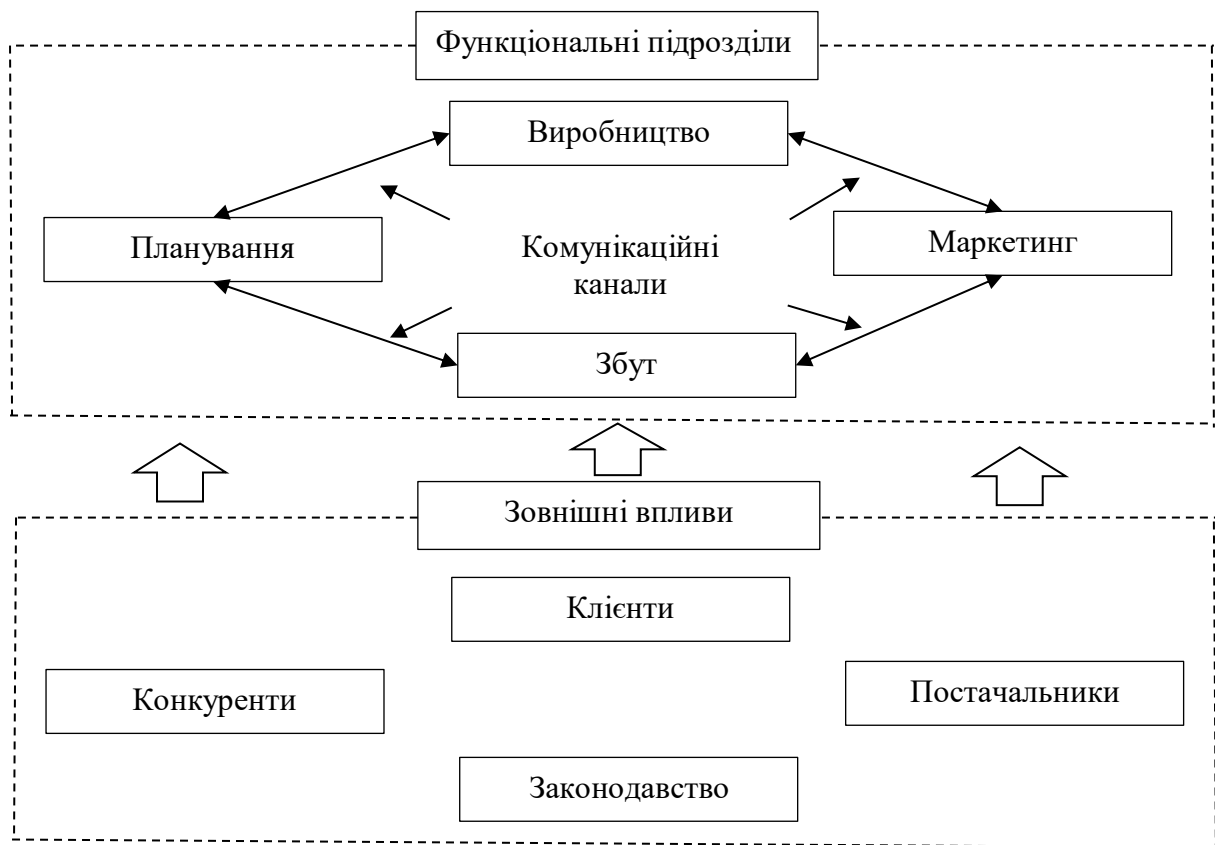 Функціональні підрозділи
Виробництво
Планування
Маркетинг
Комунікаційні
канали
Збут
Зовнішні впливи
Клієнти
Конкуренти
Постачальники
Законодавство